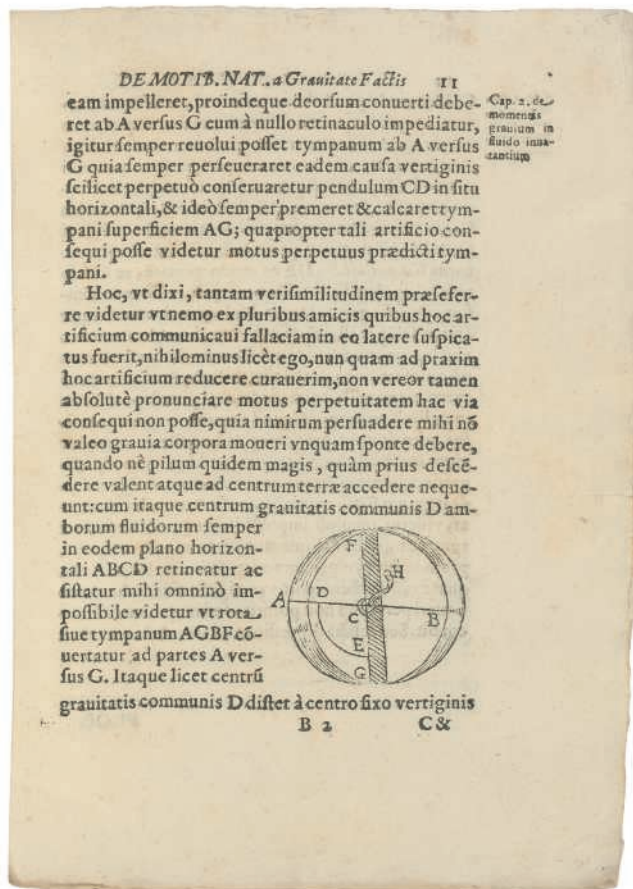 DE MOTIB. NAT. a Grauitate Factis 11
eam impelleret, proindeque deorsum conuerti debe-
ret ab A versus G cum à nullo retinaculo impediatur,
igitur semper reuolui posset tympanum ab A versus
G quia semper perseueraret eadem causa vertiginis
scilicet perpetuò conseruaretur pendulum CD in situ
horizontali, & ideò semper premeret & calcaret tym-
pani superficiem AG; quapropter tali artificio con-
sequi posse videtur motus perpetuus prædicti tym-
pani.
Cap. 2. de
momentis
grauium in
fluido inna-
tantium
Hoc, vt dixi, tantam verisimilitudinem præsefer-
re videtur vt nemo ex pluribus amicis quibus hoc ar-
tificium communicaui fallaciam in eo latere suspica-
tus fuerit, nihilominus licèt ego, nun quam ad praxim
hoc artificium reducere curauerim, non vereor tamen
absolutè pronunciare motus perpetuitatem hac via
consequi non posse, quia nimirum persuadere mihi nõ
valeo grauia corpora moueri vnquam sponte debere,
quando nè pilum quidem magis, quàm prius descẽ-
dere valent atque ad centrum terræ accedere neque-
unt: cum itaque centrum grauitatis communis D am-
borum fluidorum semper
in eodem plano horizon-
tali ABCD retineatur ac
sistatur mihi omninò im-
possibile videtur vt rota
siue tympanum AGBF cõ-
uertatur ad partes A ver-
sus G. Itaque licet centrũ
F
H
A
D
C
B
E
G
grauitatis communis D distet à centro fixo vertiginis
B 2 C &